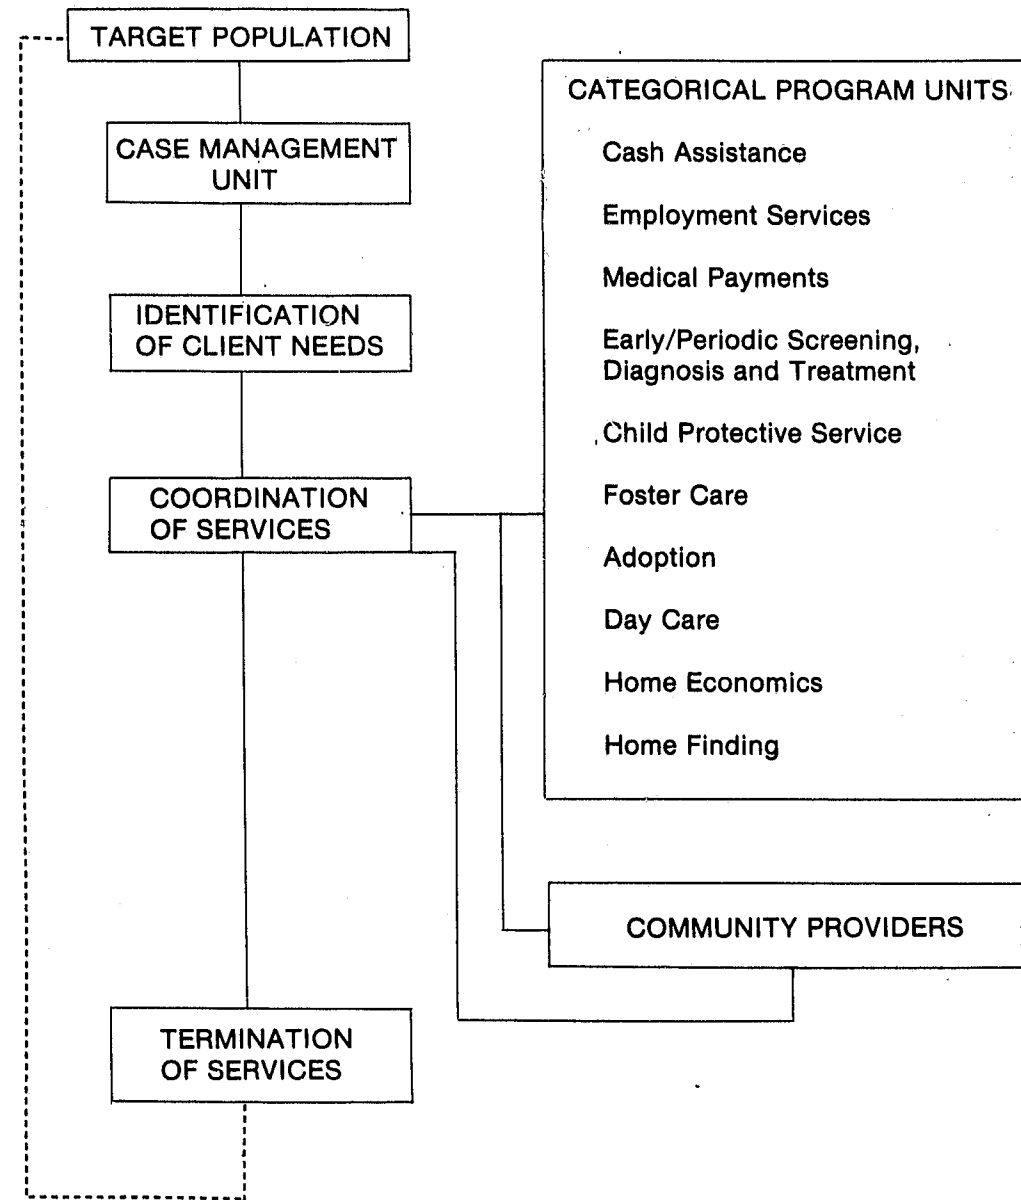 TARGET POPULATION
CASE MANAGEMENT
UNIT
IDENTIFICATION
OF CLIENT NEEDS
COORDINATION
OF SERVICES
TERMINATION
OF SERVICES
CATEGORICAL PROGRAM UNITS
Cash Assistance
Employment Services
Medical Payments
Early/Periodic Screening,
Diagnosis and Treatment
Child Protective Service
Foster Care
Adoption
Day Care
Home Economics
Home Finding
COMMUNITY PROVIDERS